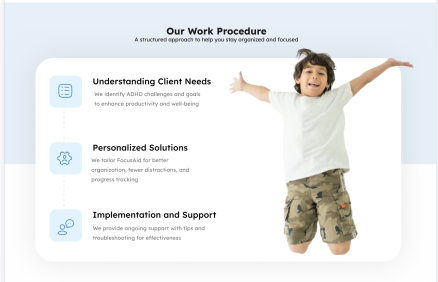 Our Work Procedure
A structured approach to help you stay organized and focused
Understanding Client Needs
We identify ADHD challenges and goals
to enhance productivity and well-being
Personalized Solutions
We tailor FocusAid for better
organization, fewer distractions, and
progress tracking
Implementation and Support
We provide ongoing support with tips and
troubleshooting for effectiveness